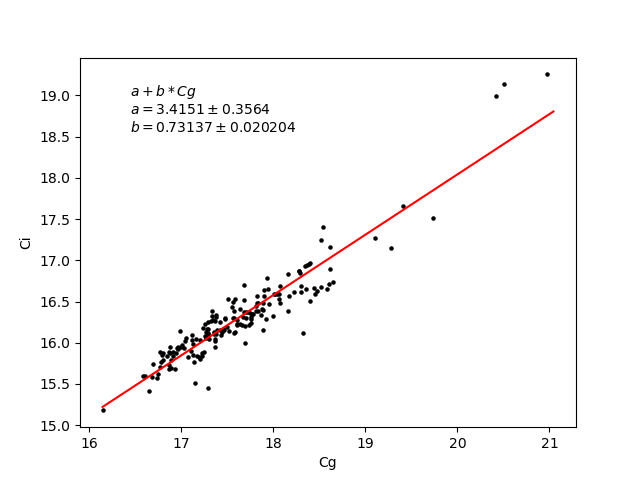 a + b * Cg
a = 3.4151 ± 0.3564
b = 0.73137 ± 0.020204
19.0
18.5
18.0
17.5
17.0
16.5
16.0
15.5
15.0
Ci
16 17 18 19 20 21
Cg